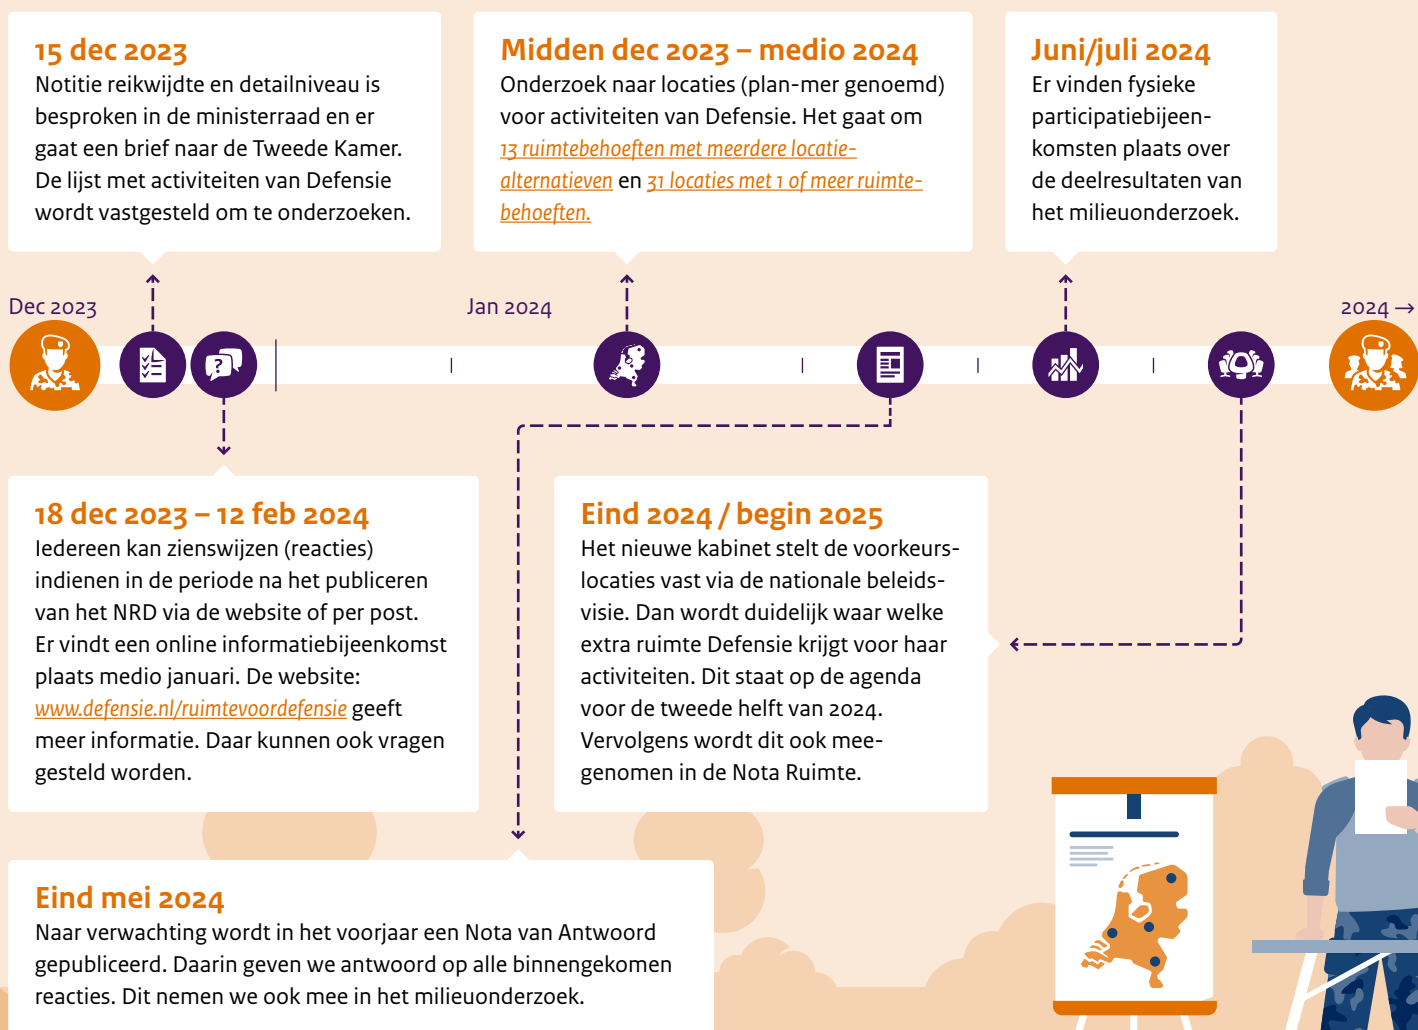 15 dec 2023
Notitie reikwijdte en detailniveau is
besproken in de ministerraad en er
gaat een brief naar de Tweede Kamer.
De lijst met activiteiten van Defensie
wordt vastgesteld om te onderzoeken.
Midden dec 2023 – medio 2024
Onderzoek naar locaties (plan-mer genoemd)
voor activiteiten van Defensie. Het gaat om
13 ruimtebehoeften met meerdere locatie-
alternatieven en 31 locaties met 1 of meer ruimte-
behoeften.
Juni/juli 2024
Er vinden fysieke
participatiebijeen-
komsten plaats over
de deelresultaten van
het milieuonderzoek.
Dec 2023
Jan 2024
2024 →
?
18 dec 2023 – 12 feb 2024
Iedereen kan zienswijzen (reacties)
indienen in de periode na het publiceren
van het NRD via de website of per post.
Er vindt een online informatiebijeenkomst
plaats medio januari. De website:
www.defensie.nl/ruimtevoordefensie geeft
meer informatie. Daar kunnen ook vragen
gesteld worden.
Eind 2024 / begin 2025
Het nieuwe kabinet stelt de voorkeurs-
locaties vast via de nationale beleids-
visie. Dan wordt duidelijk waar welke
extra ruimte Defensie krijgt voor haar
activiteiten. Dit staat op de agenda
voor de tweede helft van 2024.
Vervolgens wordt dit ook mee-
genomen in de Nota Ruimte.
Eind mei 2024
Naar verwachting wordt in het voorjaar een Nota van Antwoord
gepubliceerd. Daarin geven we antwoord op alle binnengekomen
reacties. Dit nemen we ook mee in het milieuonderzoek.